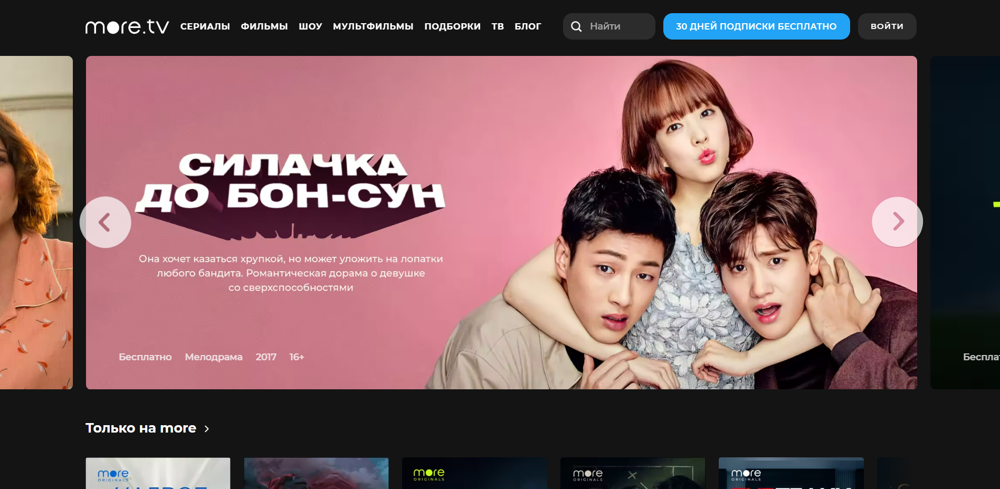 more.tv
СЕРИАЛЫ ФИЛЬМЫ ШОУ МУЛЬТФИЛЬМЫ ПОДБОРКИ ТВ БЛОГ
Найти
30 ДНЕЙ ПОДПИСКИ БЕСПЛАТНО
ВОЙТИ
СИЛАЧКА
ДО БОН-СУН
Она хочет казаться хрупкой, но может уложить на лопатки
любого бандита. Романтическая дорама о девушке
со сверхспособностями
Бесплатно Мелодрама 2017 16+
Только на more
more
ORIGINALS
more
ORIGINALS
more
ORIGINALS
more
ORIGINALS